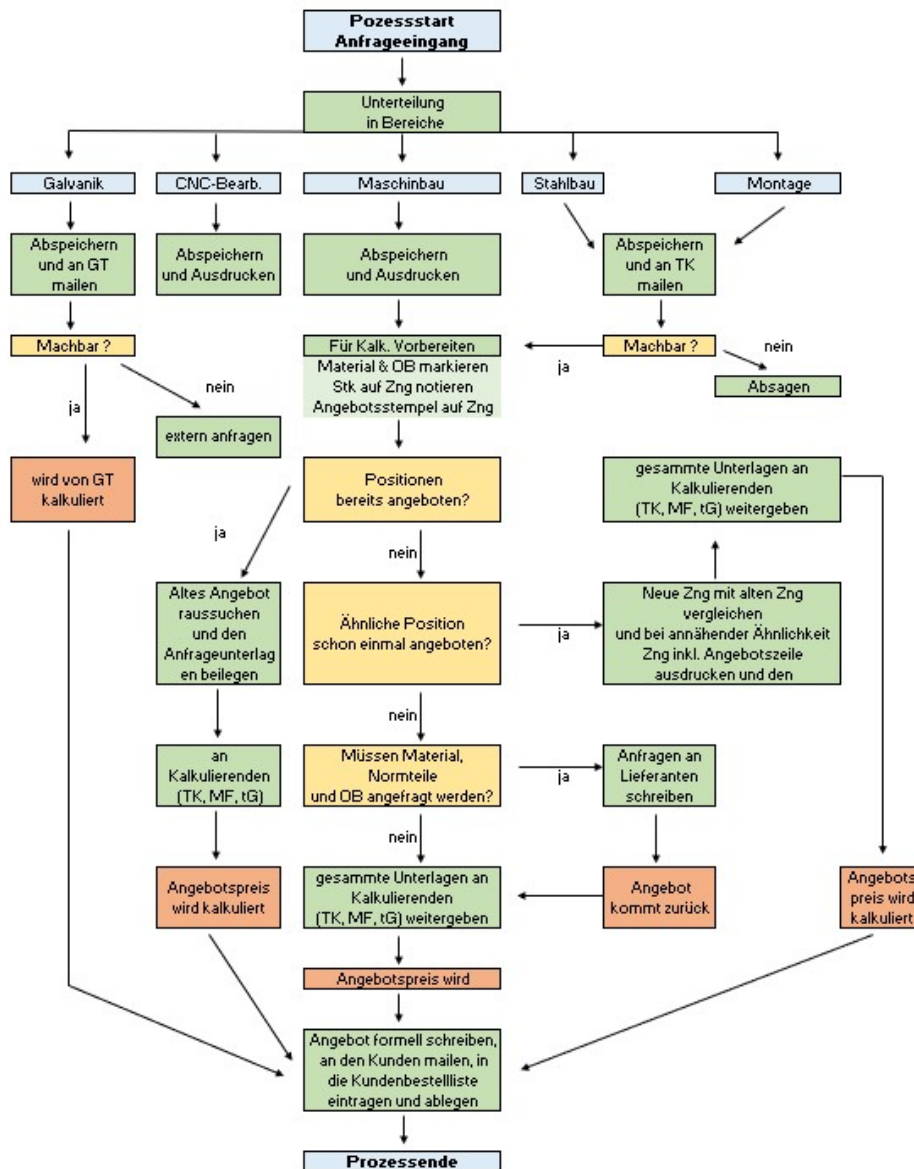 Pozessstart
Anfrageeingang
Unterteilung
in Bereiche
Galvanik
CNC-Bearb.
Maschinbau
Stahlbau
Montage
Abspeichern
und an GT
mailen
Abspeichern
und Ausdrucken
Abspeichern
und Ausdrucken
Abspeichern
und an TK
mailen
Machbar ?
Für Kalk. Vorbereiten
Material & OB markieren
Stk auf Zng notieren
Angebotsstempel auf Zng
Machbar ?
ja
nein
Absagen
ja
nein
extern anfragen
wird von GT
kalkuliert
Positionen
bereits angeboten?
gesammte Unterlagen an
Kalkulierenden
(TK, MF, tG) weitergeben
ja
nein
Altes Angebot
raussuchen
und den
Anfrageunterlag
en beilegen
Ähnliche Position
schon einmal angeboten?
ja
Neue Zng mit alten Zng
vergleichen
und bei annähender Ähnlichkeit
Zng inkl. Angebotszeile
ausdrucken und den
nein
an
Kalkulierenden
(TK, MF, tG)
Müssen Material,
Normteile
und OB angefragt werden?
ja
Anfragen an
Lieferanten
schreiben
nein
Angebotspreis
wird kalkuliert
gesammte Unterlagen an
Kalkulierenden
(TK, MF, tG) weitergeben
Angebot
kommt zurück
Angebots
preis wird
kalkuliert
Angebotspreis wird
Angebot formell schreiben,
an den Kunden mailen, in
die Kundenbestellliste
eintragen und ablegen
Prozessende